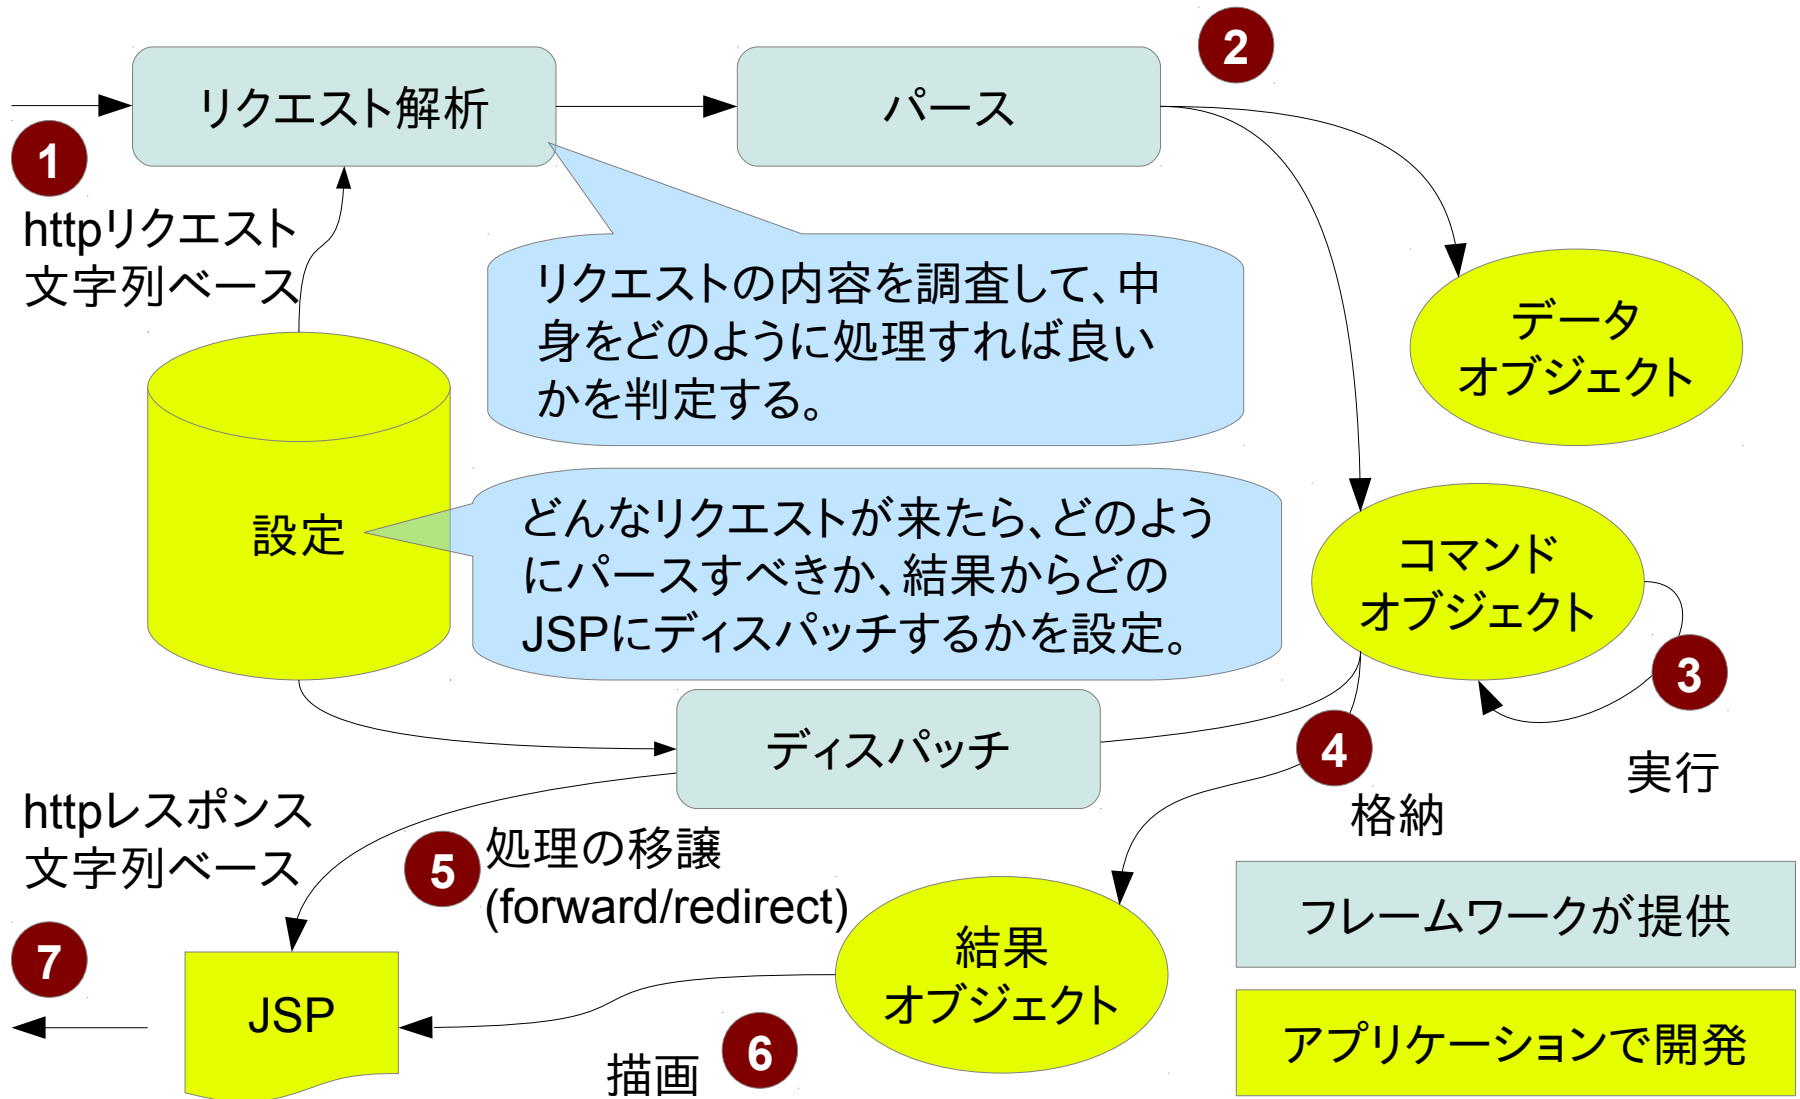 2
リクエスト解析
パース
1
httpリクエスト
文字列ベース
リクエストの内容を調査して、中
身をどのように処理すれば良い
かを判定する。
データ
オブジェクト
設定
どんなリクエストが来たら、どのよう
にパースすべきか、結果からどの
JSPにディスパッチするかを設定。
コマンド
オブジェクト
3
実行
ディスパッチ
4
格納
httpレスポンス
文字列ベース
5
処理の移譲
(forward/redirect)
フレームワークが提供
7
JSP
結果
オブジェクト
6
描画
アプリケーションで開発